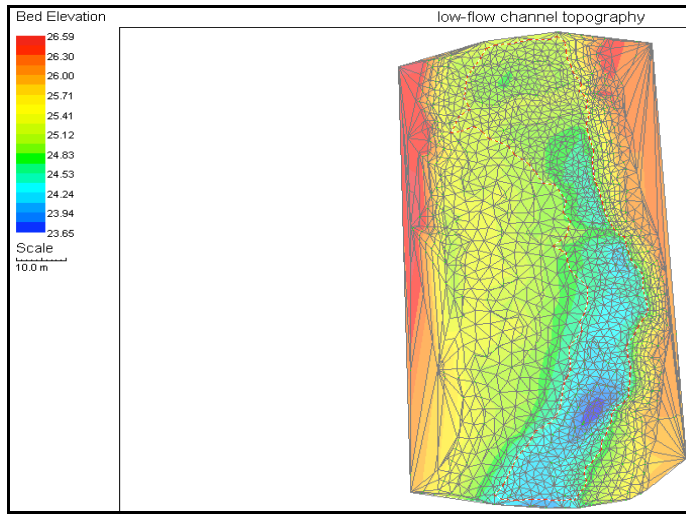 Bed Elevation
low-flow channel topography
26.59
26.30
26.00
25.71
25.41
25.12
24.83
24.53
24.24
23.94
23.65
Scale
10.0 m